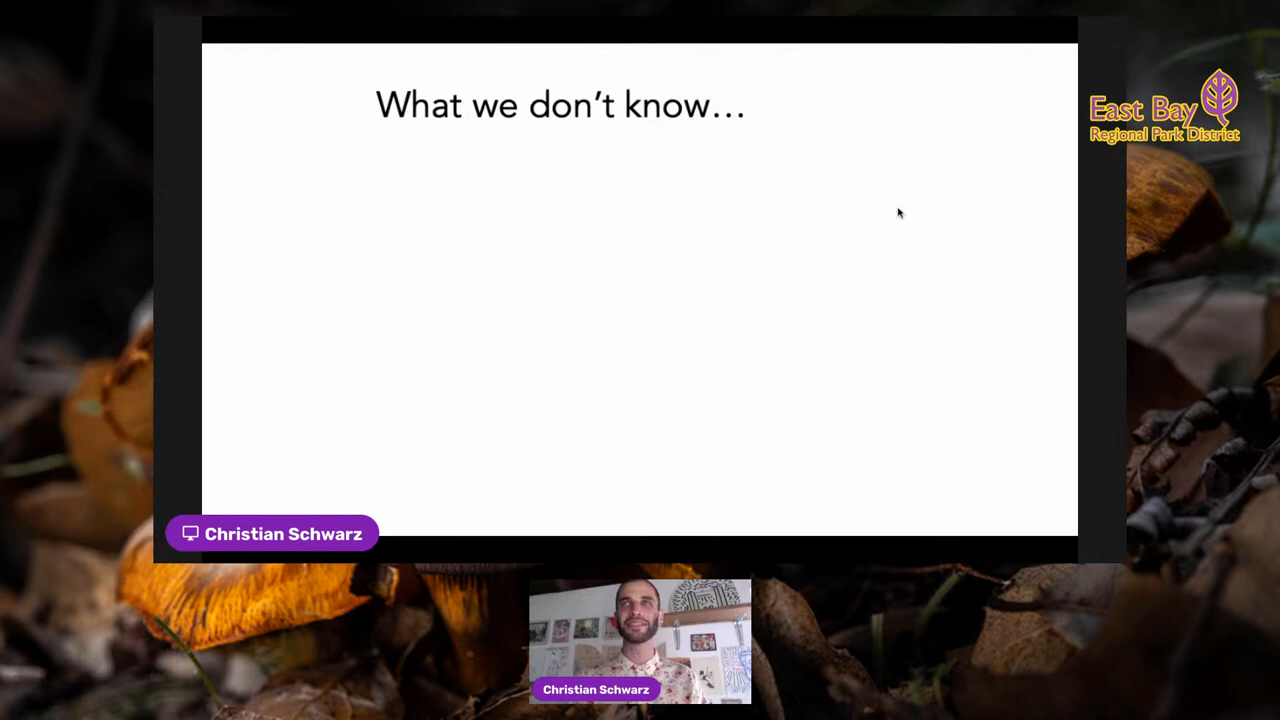 What we don't know…
East Bay
Regional Park District
Christian Schwarz
Christian Schwarz